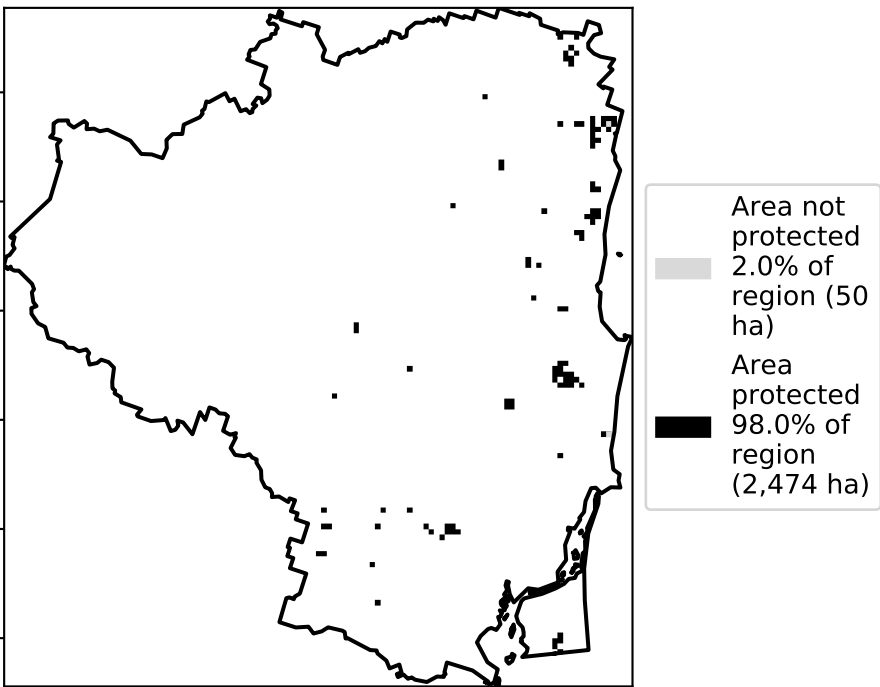 Area not
protected
2.0% of
region (50
ha)
Area
protected
98.0% of
region
(2,474 ha)